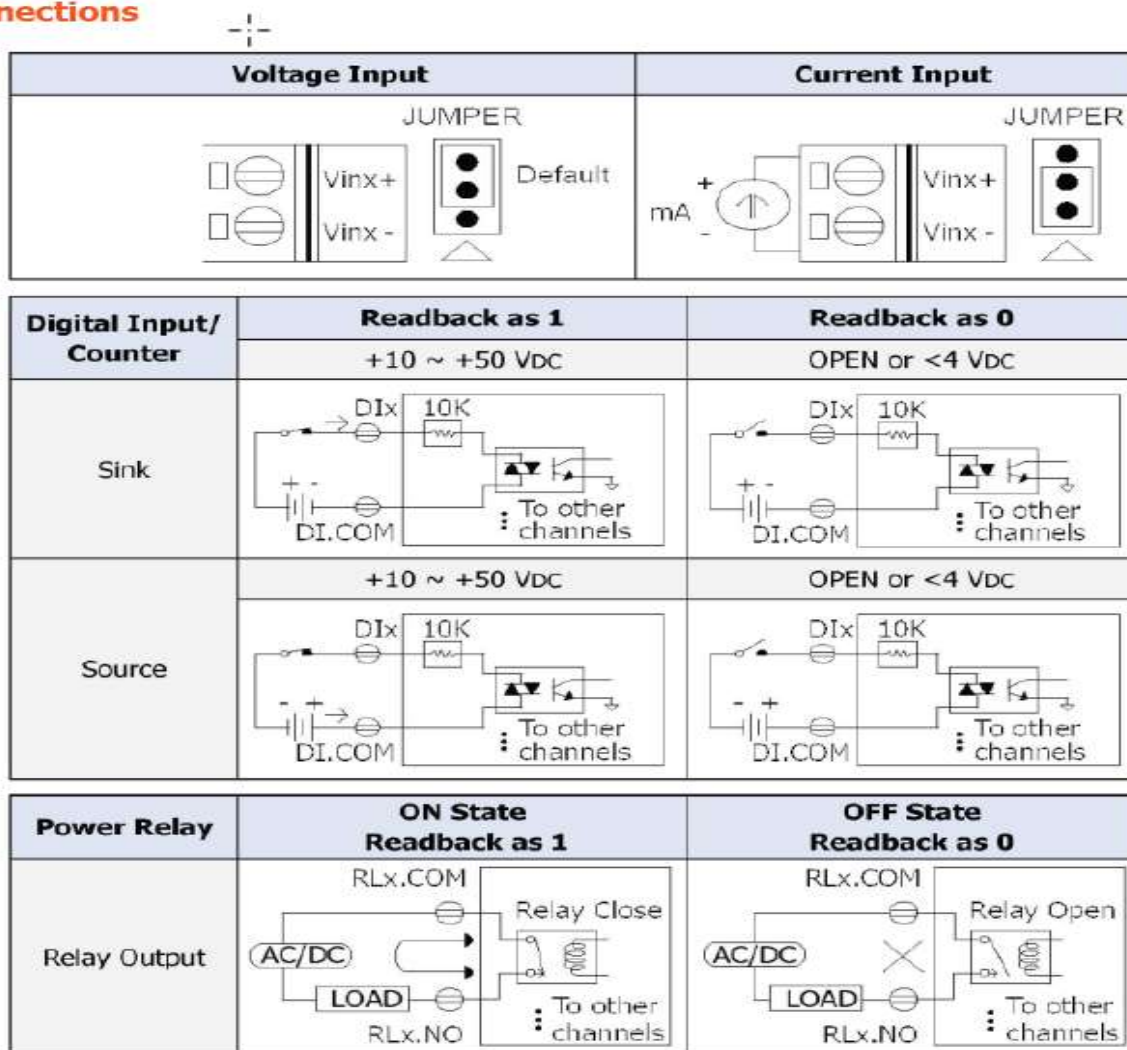 nections
Voltage Input
Current Input
JUMPER
Vinx+
Default
Vinx -
JUMPER
+
mA
-
Vinx+
Vinx -
Digital Input/
Counter
Readback as 1
Readback as 0
+10 ~ +50 VDC
OPEN or <4 VDC
Sink
DIx 10K
+ -
To other
DI.COM channels
DIx 10K
+ -
To other
DI.COM channels
+10 ~ +50 VDC
OPEN or <4 VDC
Source
DIx 10K
- +
To other
DI.COM channels
DIx 10K
- +
To other
DI.COM channels
Power Relay
ON State
Readback as 1
OFF State
Readback as 0
Relay Output
RLx.COM
Relay Close
AC/DC
LOAD
To other
RLx.NO channels
RLx.COM
Relay Open
AC/DC
LOAD
To other
RLx.NO channels